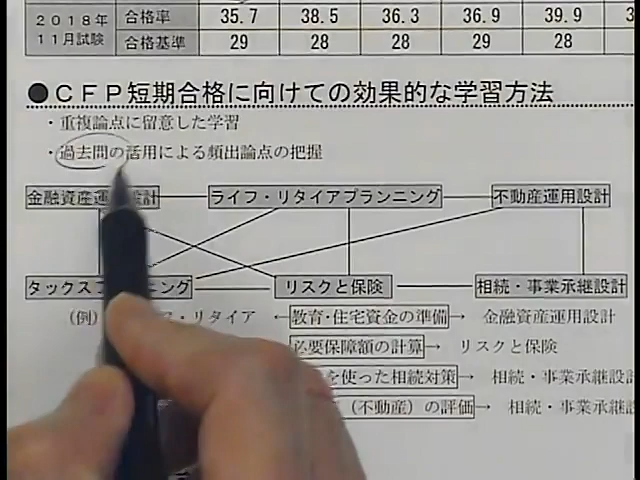 2018年 11月試験 合格率 35.7 38.5 36.3 36.9 39.9
合格基準 29 28 28 29 28
●CFP短期合格に向けての効果的な学習方法
・重複論点に留意した学習
・過去問の活用による頻出論点の把握
金融資産運 設計 ライフ・リタイアプランニング 不動産運用設計
タックスプ ニング リスクと保険 相続・事業承継設計
(例) フ・リタイア ←教育・住宅資金の準備→ 金融資産運用設計
必要保障額の計算→ リスクと保険
を使った相続対策→ 相続・事業承継設
(不動産)の評価→ 相続・事業承継設